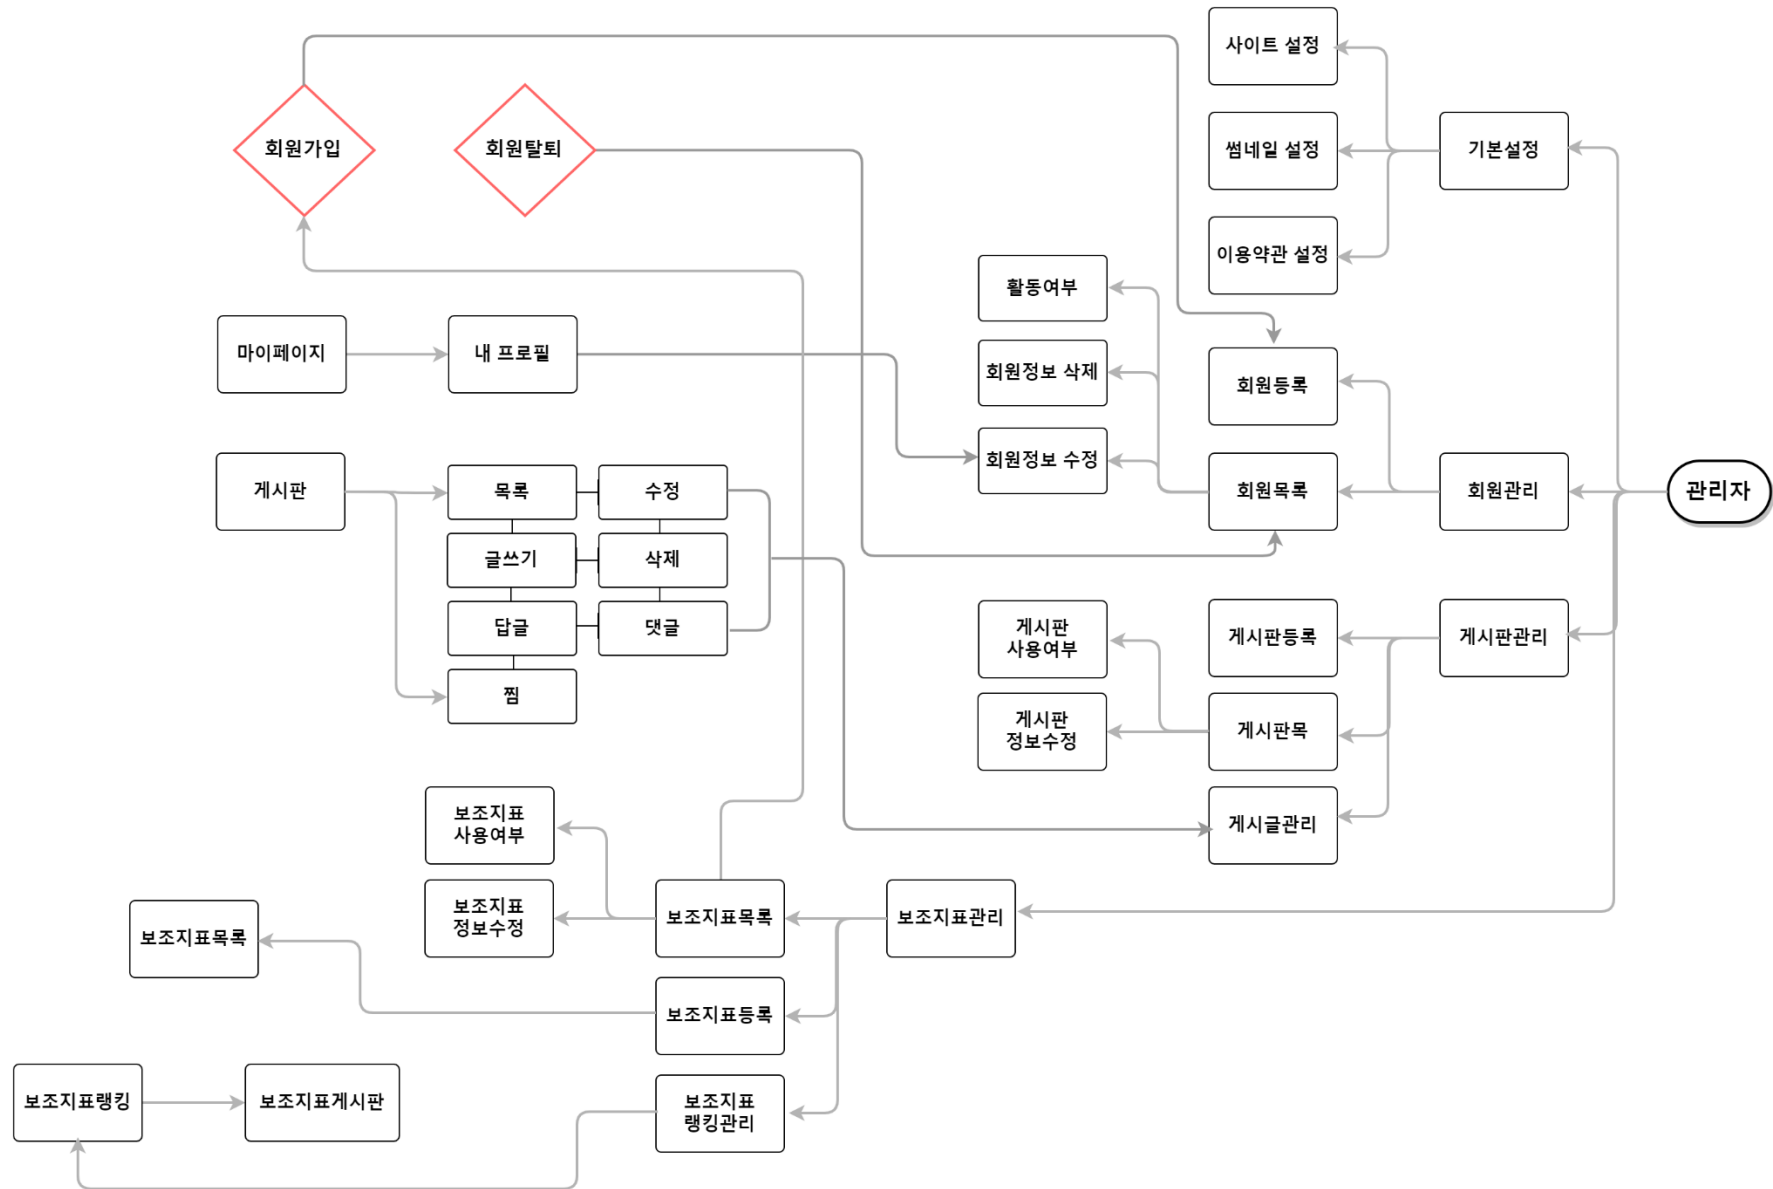 사이트 설정
회원가입
회원탈퇴
썸네일 설정
기본설정
이용약관 설정
활동여부
마이페이지
내 프로필
회원정보 삭제
회원등록
회원정보 수정
게시판
목록
수정
회원목록
회원관리
관리자
글쓰기
삭제
답글
댓글
게시판
사용여부
게시판등록
게시판관리
찜
게시판
정보수정
게시판목
보조지표
사용여부
게시글관리
보조지표
정보수정
보조지표목록
보조지표관리
보조지표목록
보조지표등록
보조지표랭킹
보조지표게시판
보조지표
랭킹관리